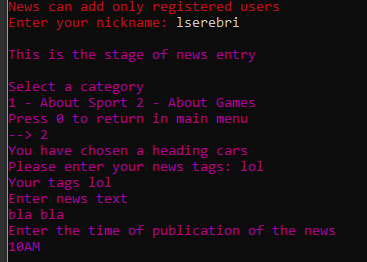 News can add only registered users
Enter your nickname: lserebri
This is the stage of news entry
Select a category
1 - About Sport 2 - About Games
Press 0 to return in main menu
--> 2
You have chosen a heading cars
Please enter your news tags: lol
Your tags lol
Enter news text
bla bla
Enter the time of publication of the news
10AM